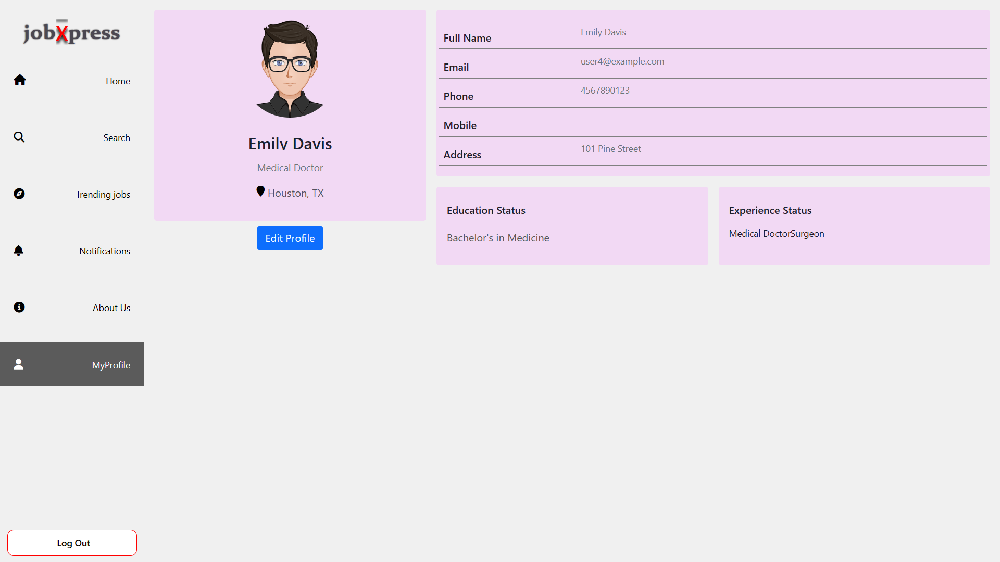 jobXpress
Home
Search
Trending jobs
Notifications
About Us
MyProfile
Log Out
Emily Davis
Medical Doctor
Houston, TX
Edit Profile
Full Name
Emily Davis
Email
user4@example.com
Phone
4567890123
Mobile
-
Address
101 Pine Street
Education Status
Bachelor's in Medicine
Experience Status
Medical DoctorSurgeon